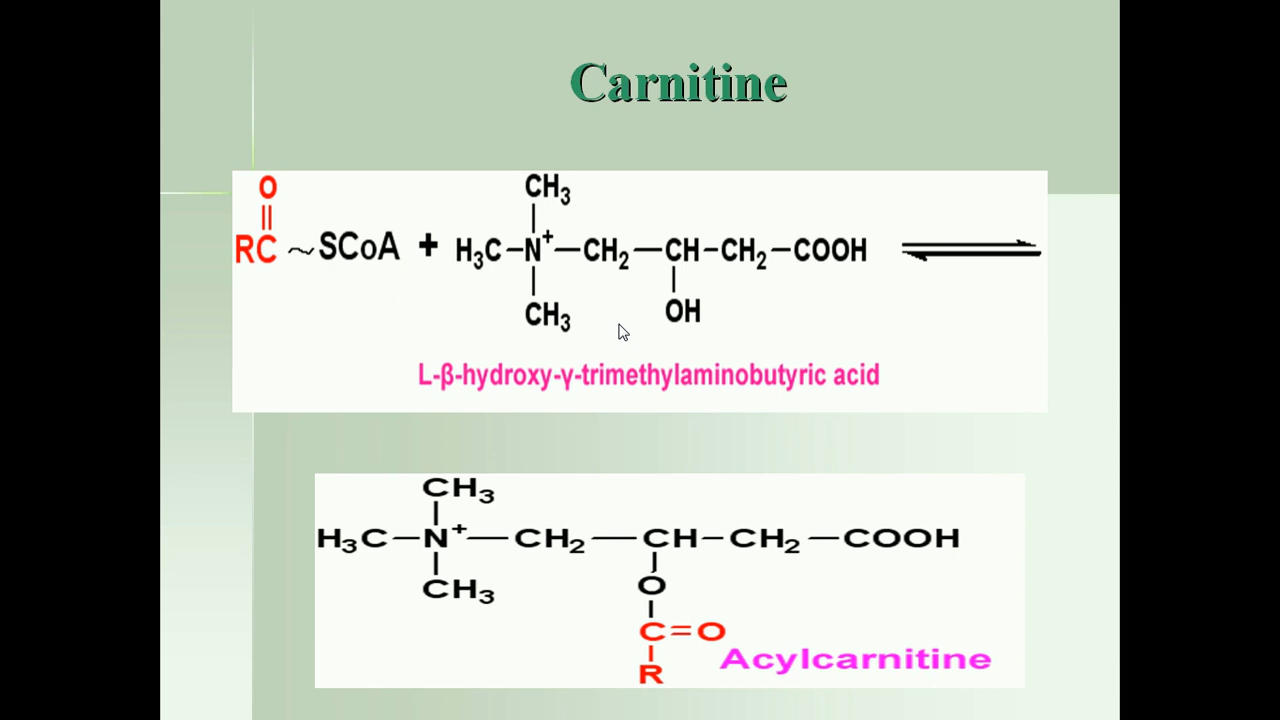 Carnitine
O
||
RC ~ SCoA + H₃C–N⁺–CH₂–CH–CH₂–COOH ⇌
CH₃
CH₃
OH
L-β-hydroxy-γ-trimethylaminobutyric acid
CH₃
H₃C–N⁺–CH₂–CH–CH₂–COOH
CH₃
O
C=O
R
Acylcarnitine